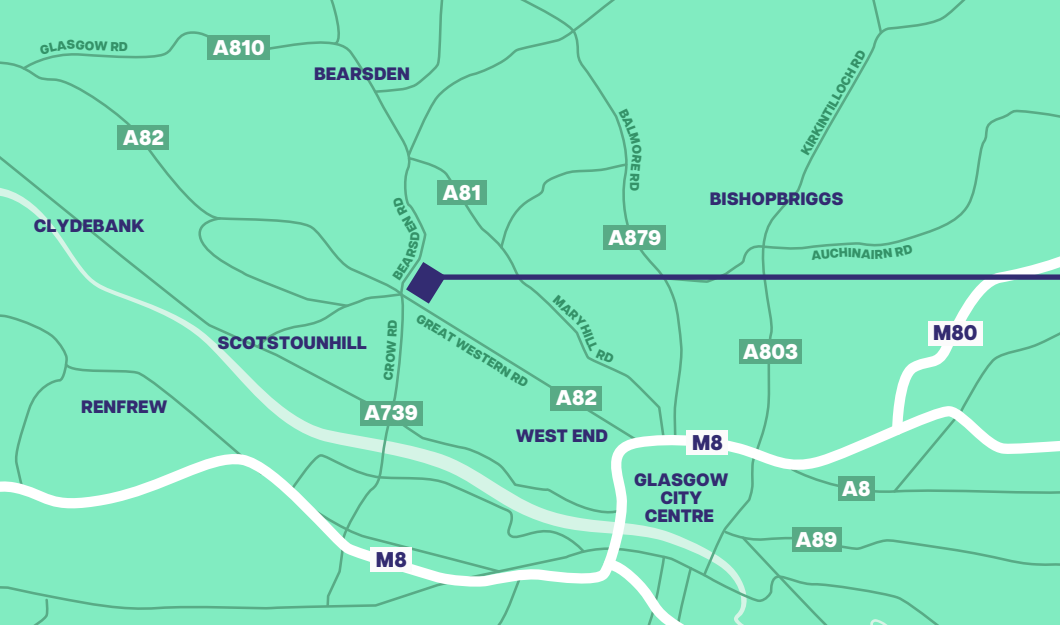 GLASGOW RD
A810
BEARSDEN
A82
BALMORE RD
KIRKINTILLOCH RD
A81
BISHOPBRIGGS
CLYDEBANK
BEARSDEN RD
A879
AUCHINAIRN RD
SCOTSTOUNHILL
CROW RD
GREAT WESTERN RD
MARYHILL RD
M80
A803
RENFREW
A739
A82
WEST END
M8
GLASGOW
CITY
CENTRE
A8
A89
M8